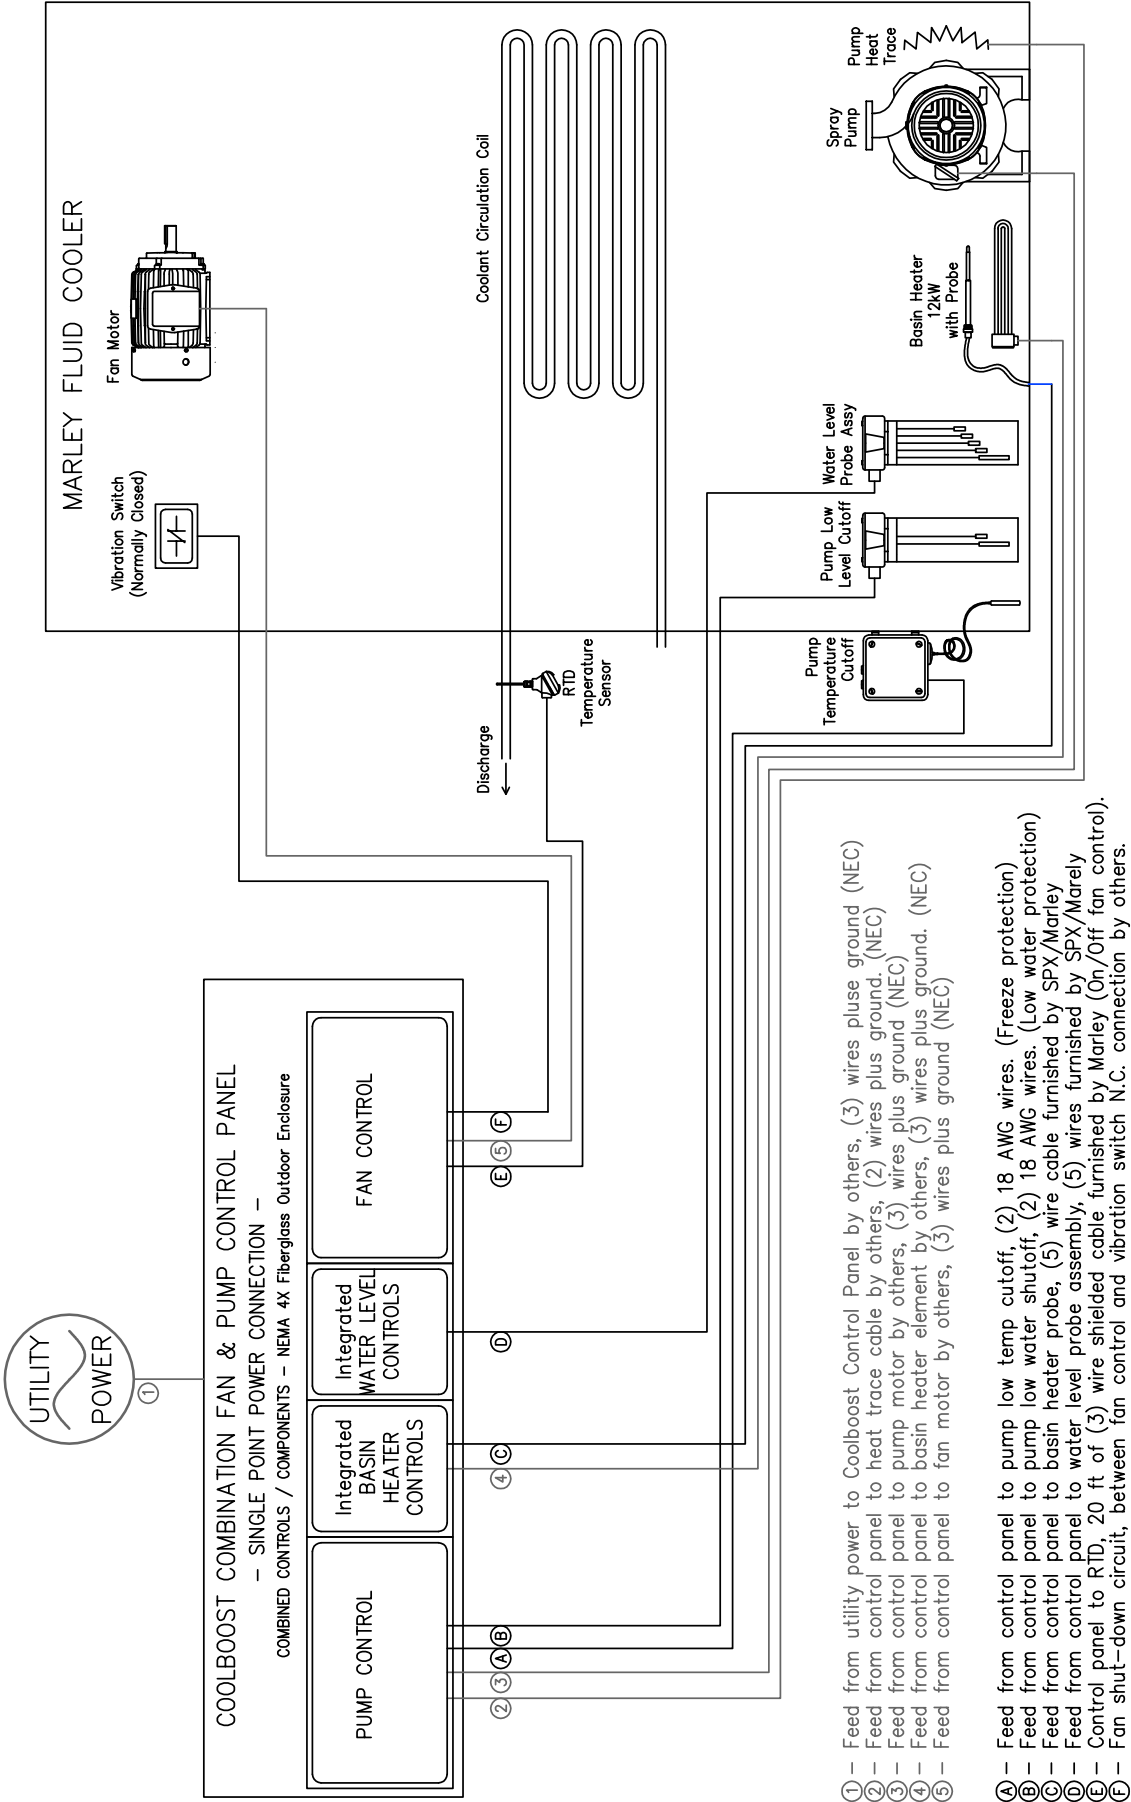 UTILITY
POWER
①
COOLBOOST COMBINATION FAN & PUMP CONTROL PANEL
- SINGLE POINT POWER CONNECTION -
COMBINED CONTROLS / COMPONENTS - NEMA 4X Fiberglass Outdoor Enclosure
PUMP CONTROL
Integrated
BASIN
HEATER
CONTROLS
Integrated
WATER LEVEL
CONTROLS
FAN CONTROL
②
③
Ⓐ
Ⓑ
④
Ⓒ
Ⓓ
Ⓔ
⑤
Ⓕ
MARLEY FLUID COOLER
Vibration Switch
(Normally Closed)
Fan Motor
Discharge
RTD
Temperature
Sensor
Coolant Circulation Coil
Pump
Temperature
Cutoff
Pump Low
Level Cutoff
Water Level
Probe Assy
Basin Heater
12kW
with Probe
Spray
Pump
Pump
Heat
Trace
① - Feed from utility power to Coolboost Control Panel by others, (3) wires pluse ground (NEC)
② - Feed from control panel to heat trace cable by others, (2) wires plus ground. (NEC)
③ - Feed from control panel to pump motor by others, (3) wires plus ground (NEC)
④ - Feed from control panel to basin heater element by others, (3) wires plus ground. (NEC)
⑤ - Feed from control panel to fan motor by others, (3) wires plus ground (NEC)
Ⓐ - Feed from control panel to pump low temp cutoff, (2) 18 AWG wires. (Freeze protection)
Ⓑ - Feed from control panel to pump low water shutoff, (2) 18 AWG wires. (Low water protection)
Ⓒ - Feed from control panel to basin heater probe, (5) wire cable furnished by SPX/Marley
Ⓓ - Feed from control panel to water level probe assembly, (5) wires furnished by SPX/Marely
Ⓔ - Control panel to RTD, 20 ft of (3) wire shielded cable furnished by Marley (On/Off fan control).
Ⓕ - Fan shut-down circuit, between fan control and vibration switch N.C. connection by others.